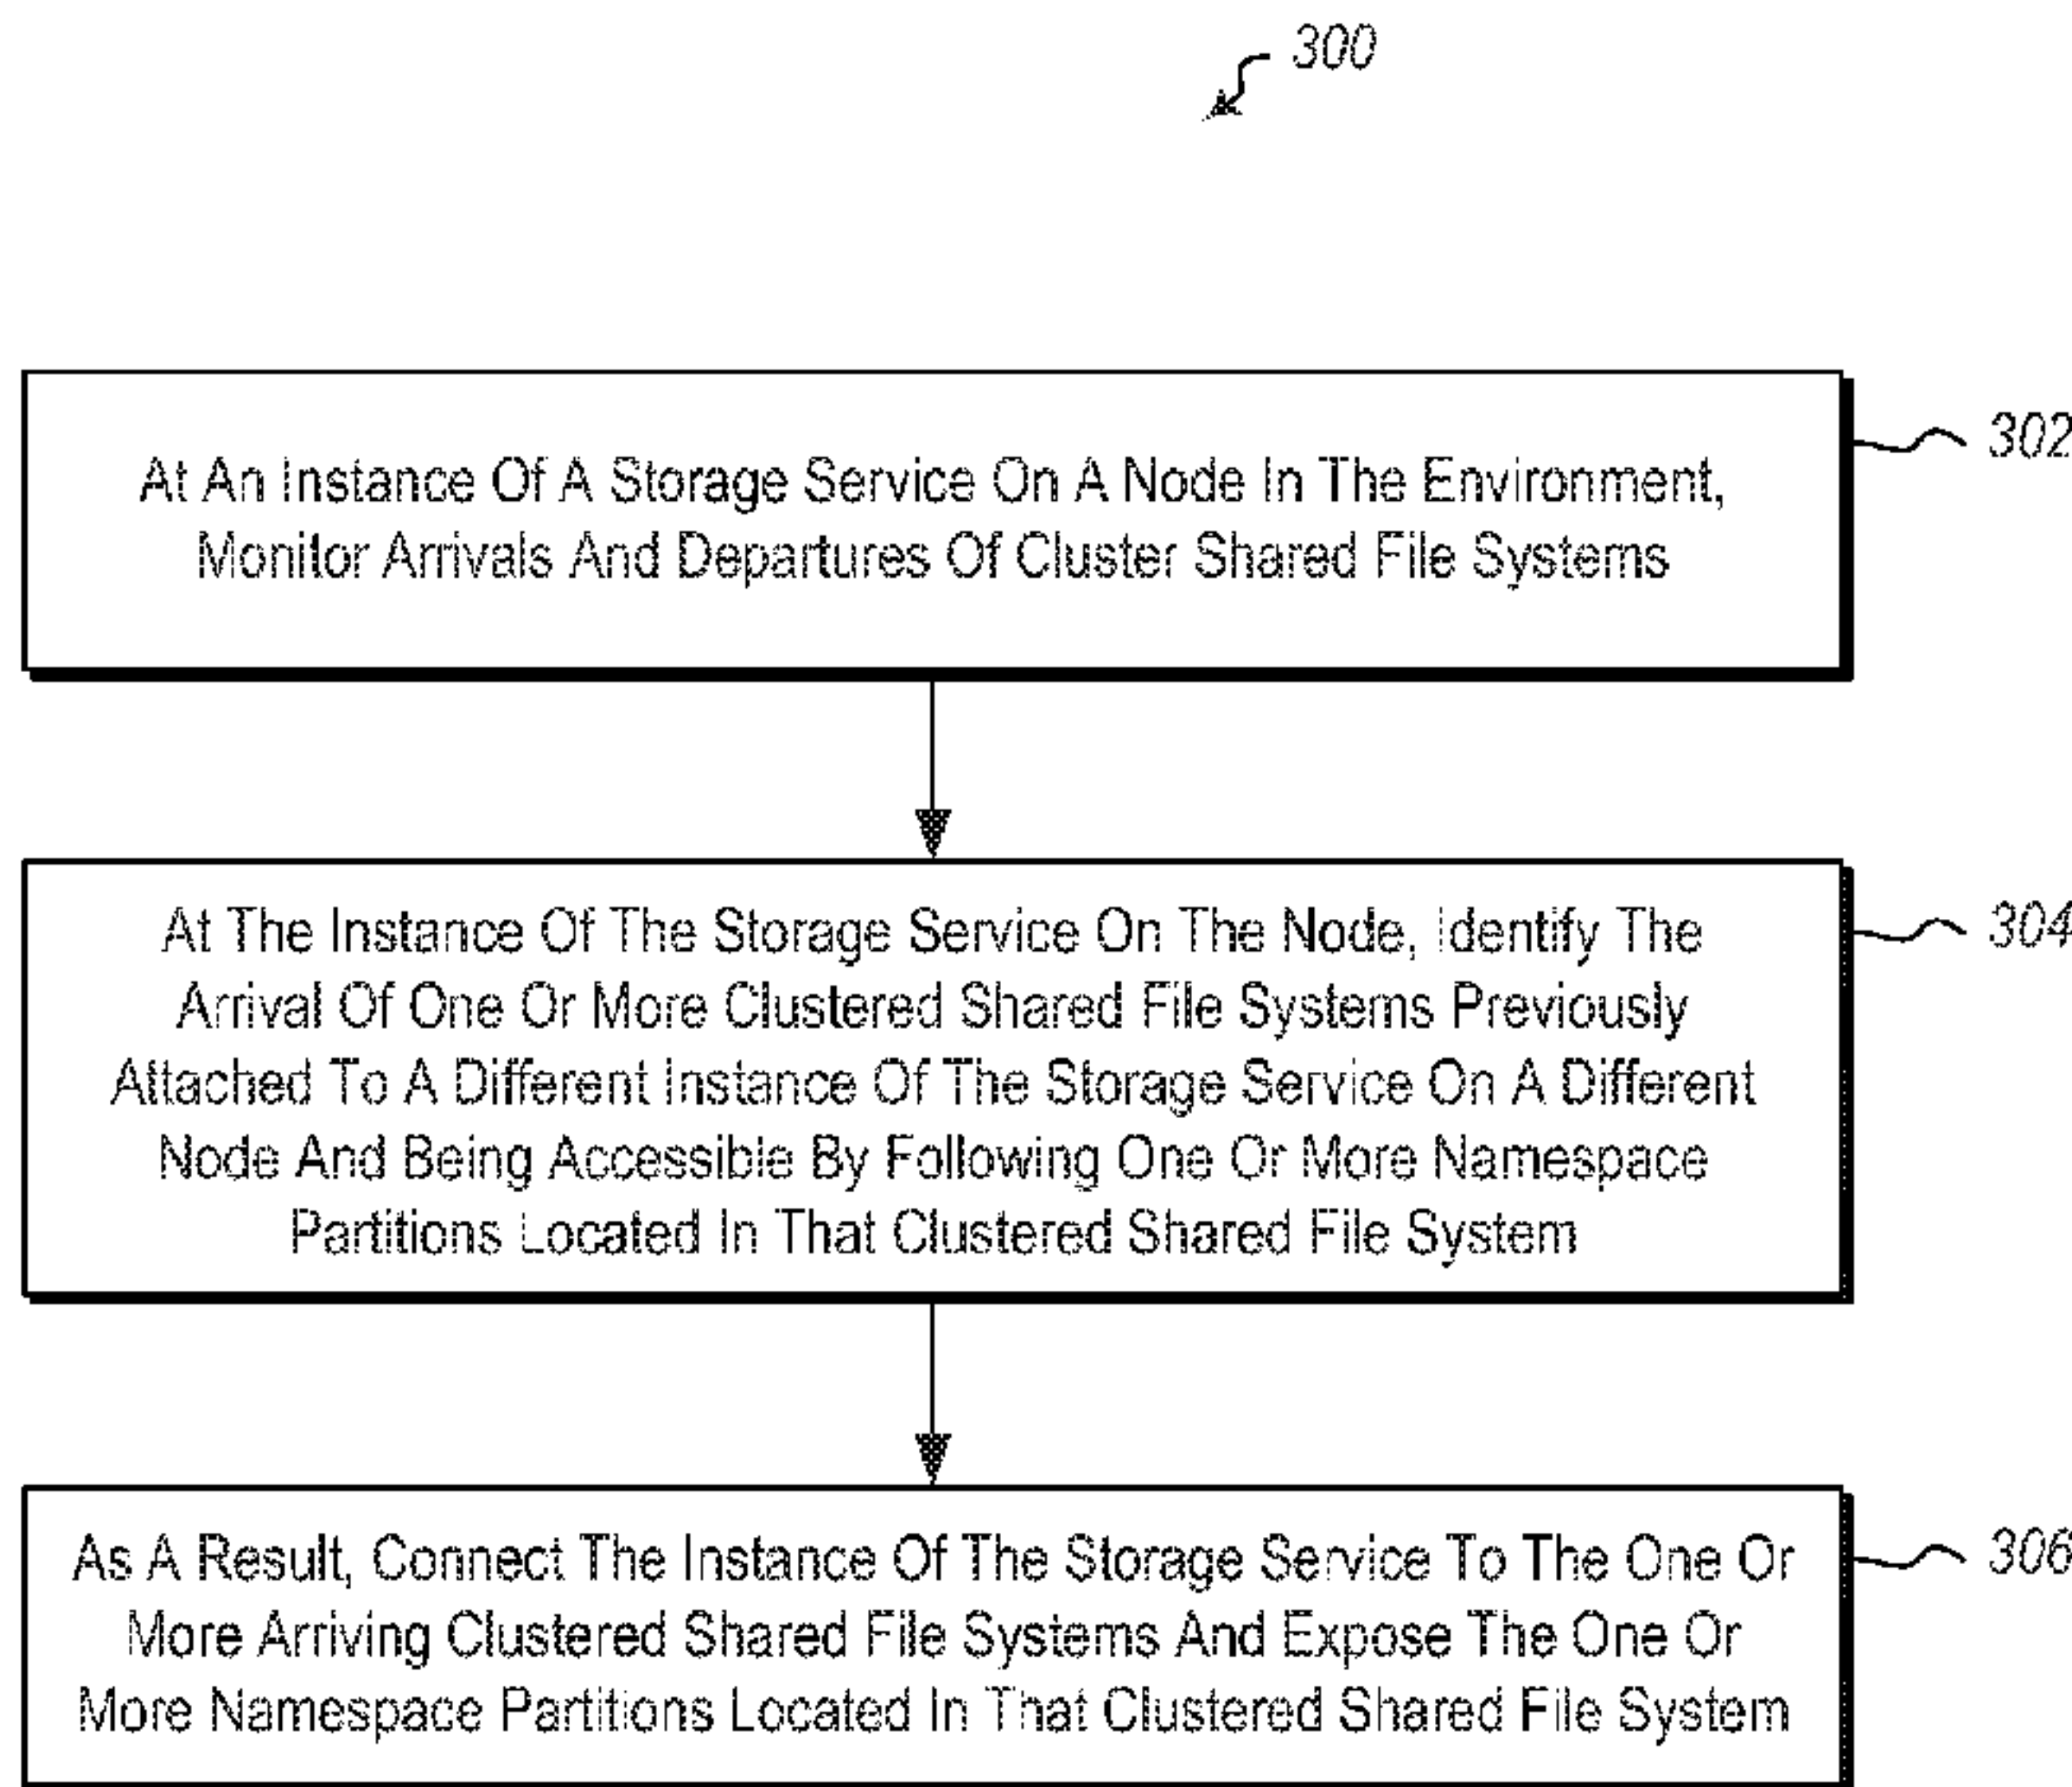 300
At An Instance Of A Storage Service On A Node In The Environment,
Monitor Arrivals And Departures Of Cluster Shared File Systems
302
At The Instance Of The Storage Service On The Node, Identify The
Arrival Of One Or More Clustered Shared File Systems Previously
Attached To A Different Instance Of The Storage Service On A Different
Node And Being Accessible By Following One Or More Namespace
Partitions Located In That Clustered Shared File System
304
As A Result, Connect The Instance Of The Storage Service To The One Or
More Arriving Clustered Shared File Systems And Expose The One Or
More Namespace Partitions Located In That Clustered Shared File System
306